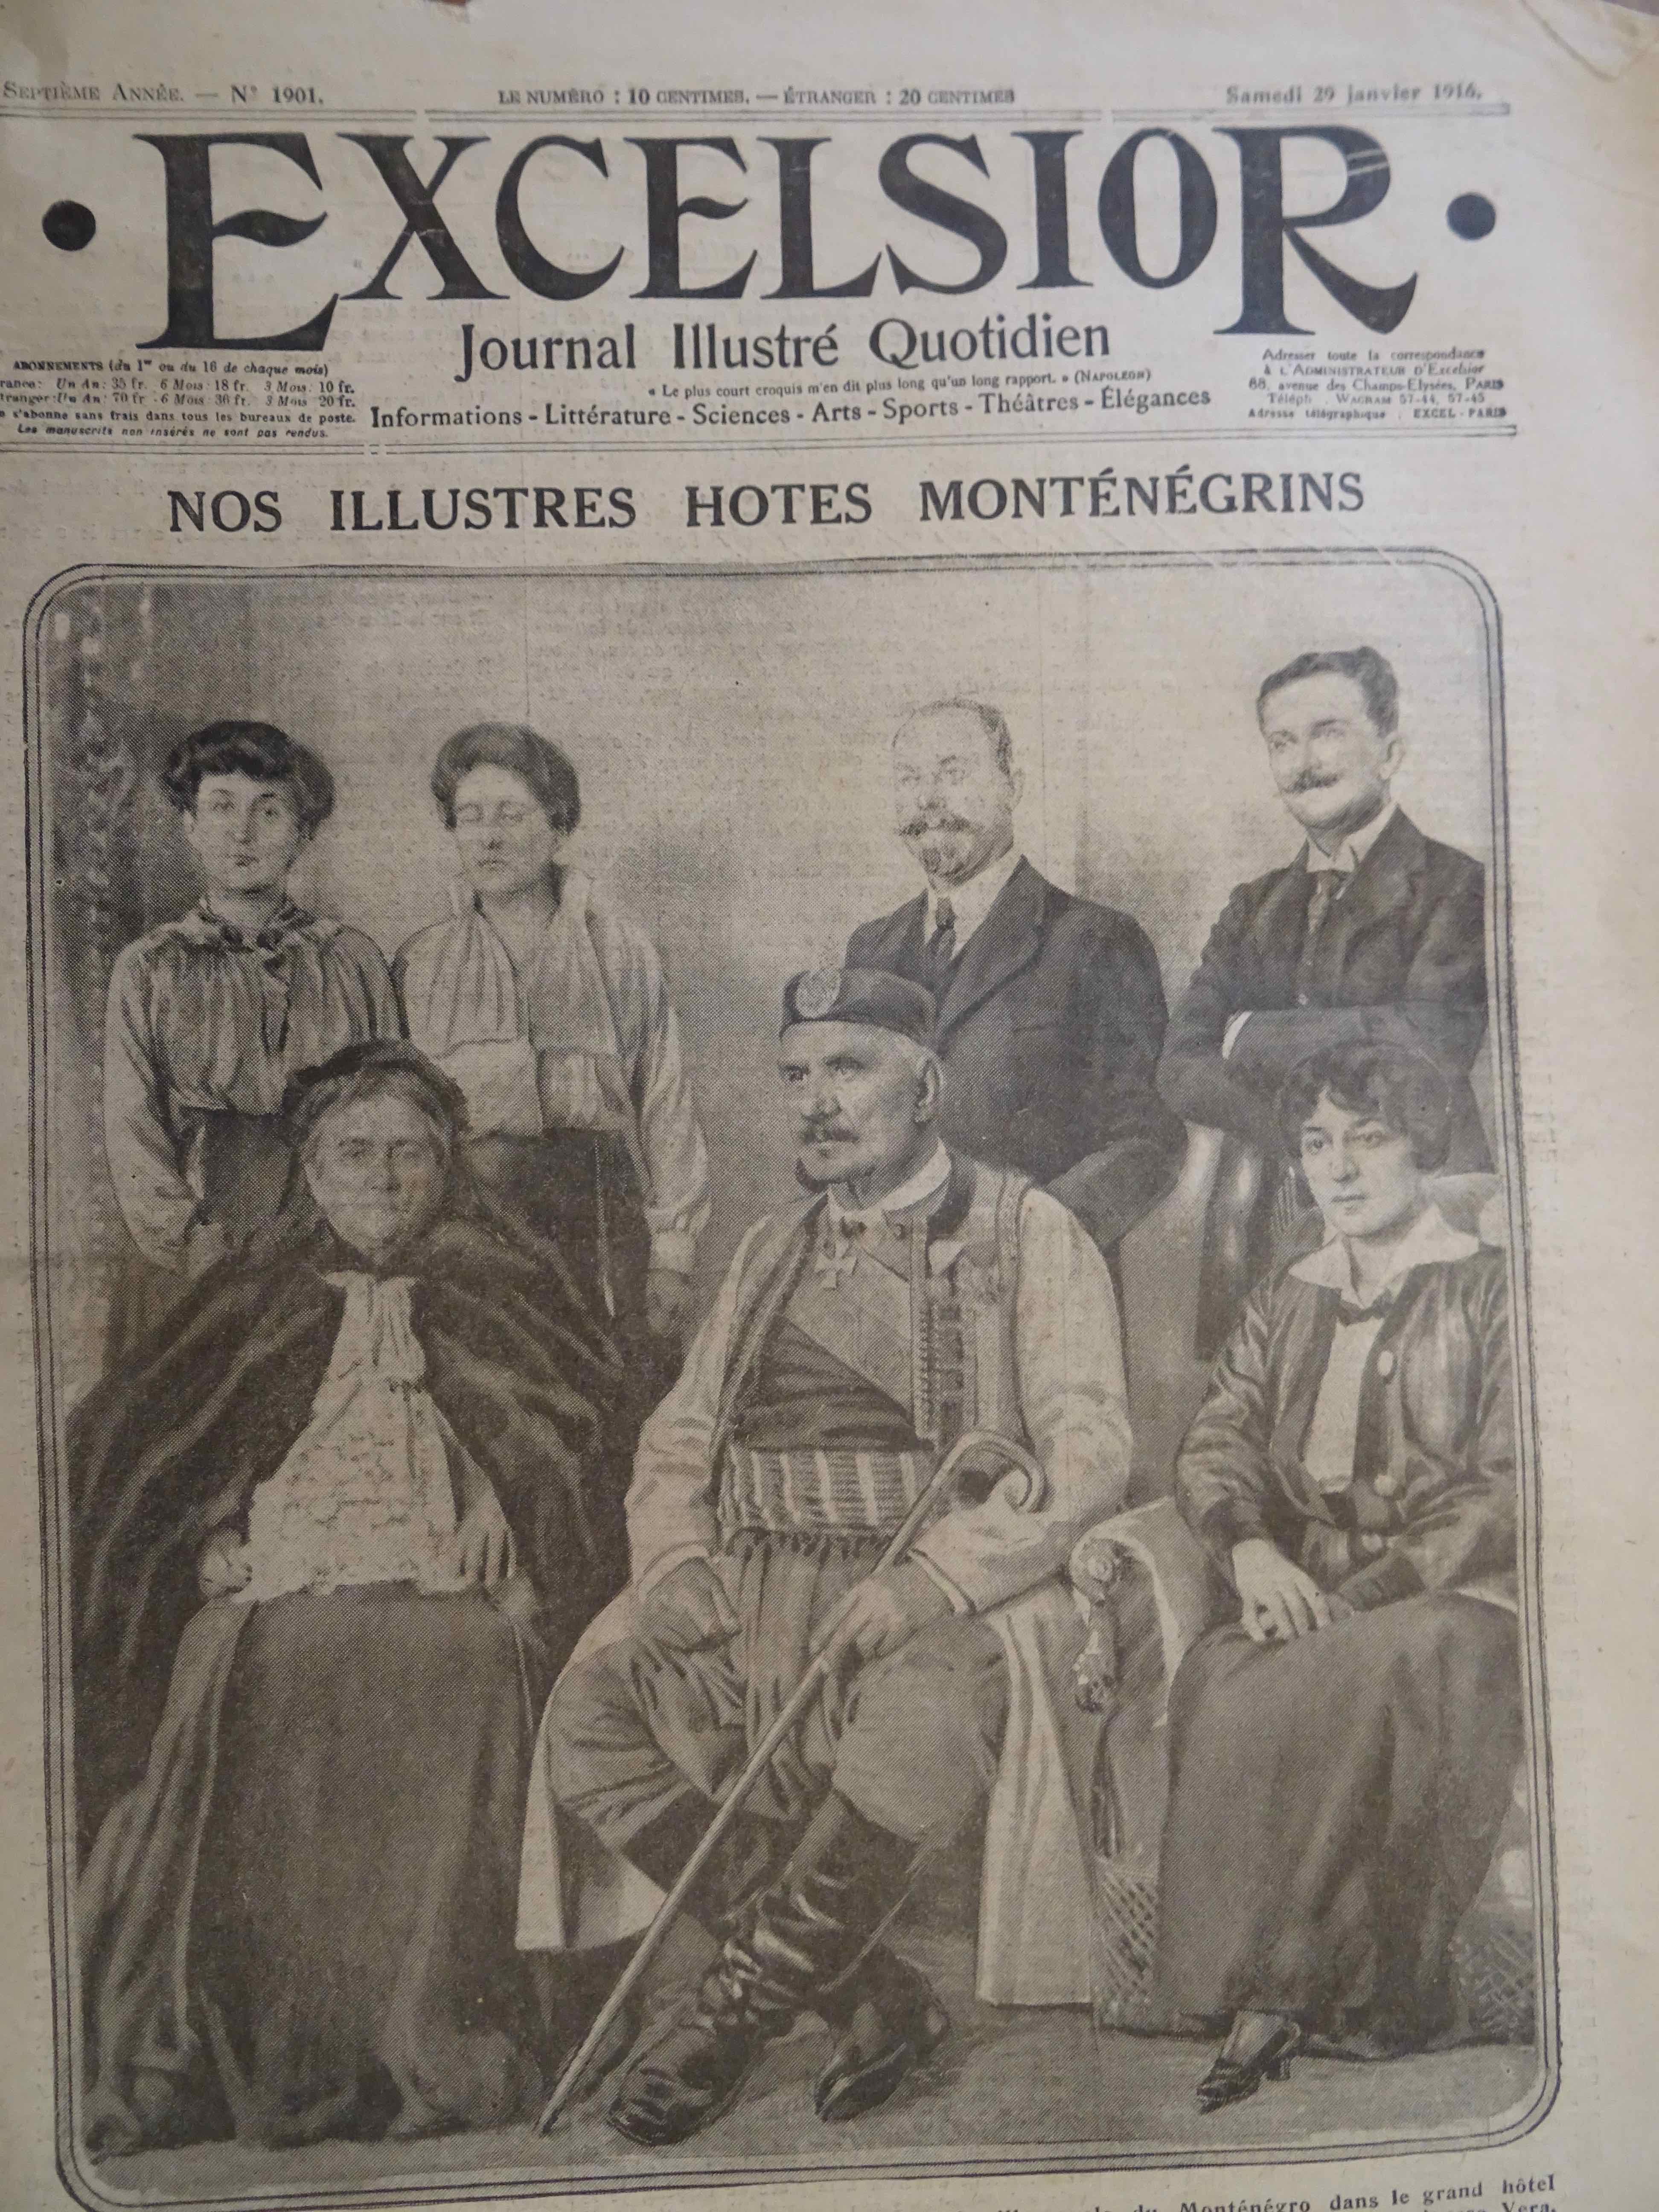 SEPTIÈME ANNÉE. — N° 1901.
LE NUMÉRO : 10 CENTIMES. — ÉTRANGER : 20 CENTIMES
Samedi 29 janvier 1916.
• EXCELSIOR •
Journal Illustré Quotidien
« Le plus court croquis m'en dit plus long qu'un long rapport. » (NAPOLÉON)
Informations - Littérature - Sciences - Arts - Sports - Théâtres - Élégances
ABONNEMENTS (du 1er ou du 16 de chaque mois)
rance: Un An: 35 fr. 6 Mois: 18 fr. 3 Mois: 10 fr.
tranger: Un An: 70 fr. 6 Mois: 36 fr. 3 Mois 20 fr.
s'abonne sans frais dans tous les bureaux de poste.
Les manuscrits non insérés ne sont pas rendus.
Adresser toute la correspondance
à L'ADMINISTRATEUR D'Excelsior
88, avenue des Champs-Elysées, PARIS
Téléph. WAGRAM 57-44, 57-45
Adresse télégraphique : EXCEL-PARIS
NOS ILLUSTRES HOTES MONTÉNÉGRINS
du Monténégro dans le grand hôtel
Vera,